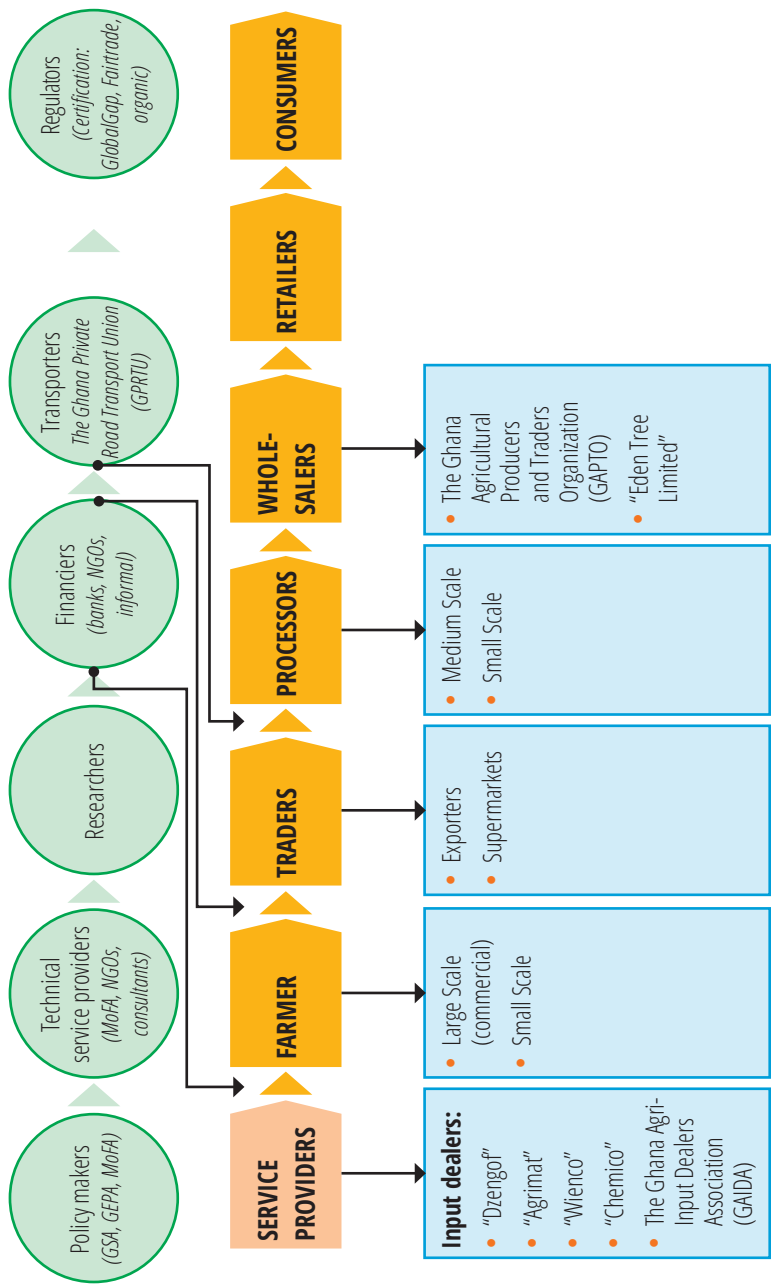 Policy makers
(GSA, GEPA, MoFA)
Technical
service providers
(MoFA, NGOs,
consultants)
Researchers
Financiers
(banks, NGOs,
informal)
Transporters
The Ghana Private
Road Transport Union
(GPRTU)
Regulators
(Certification:
GlobalGap, Fairtrade,
organic)
SERVICE
PROVIDERS
FARMER
TRADERS
PROCESSORS
WHOLE-
SALERS
RETAILERS
CONSUMERS
Input dealers:
• “Dzengof”
• “Agrimat”
• “Wienco”
• “Chemico”
• The Ghana Agri-
Input Dealers
Association
(GAIDA)
• Large Scale
(commercial)
• Small Scale
• Exporters
• Supermarkets
• Medium Scale
• Small Scale
• The Ghana
Agricultural
Producers
and Traders
Organization
(GAPTO)
• “Eden Tree
Limited”